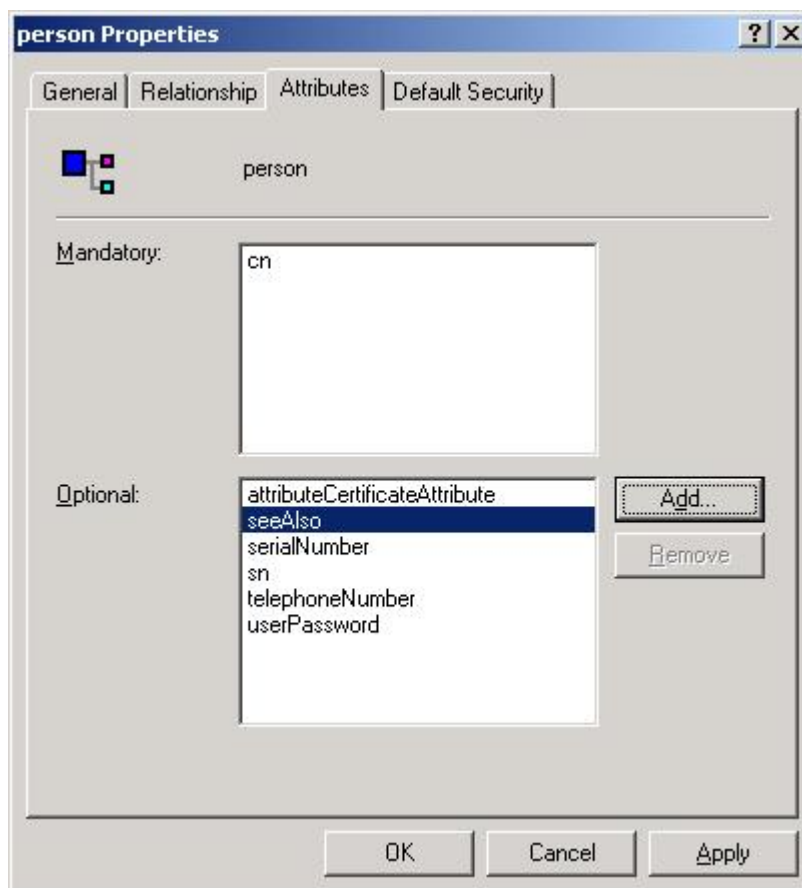 person Properties
General Relationship Attributes Default Security
person
Mandatory:
cn
Optional:
attributeCertificateAttribute
seeAlso
serialNumber
sn
telephoneNumber
userPassword
Add...
Remove
OK Cancel Apply